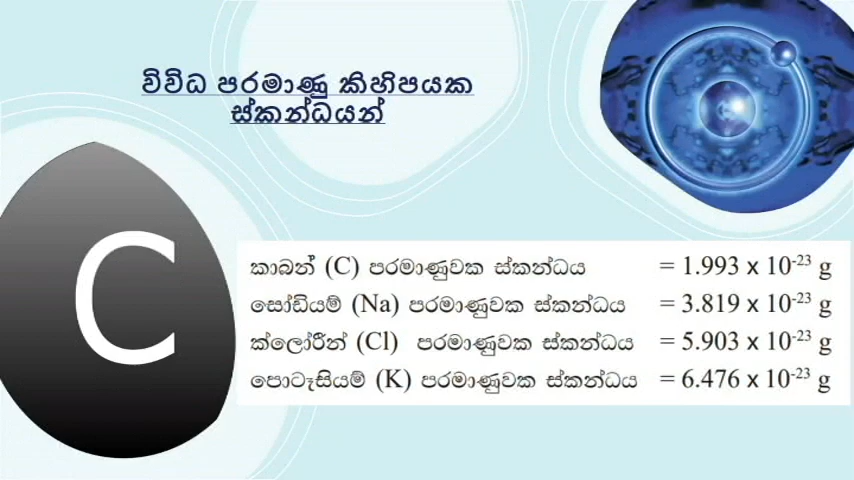 විවිධ පරමාණු කිහිපයක
ස්කන්ධයන්
C
කාබන් (C) පරමාණුවක ස්කන්ධය = 1.993 x 10⁻²³ g
සෝඩියම් (Na) පරමාණුවක ස්කන්ධය = 3.819 x 10⁻²³ g
ක්ලෝරීන් (Cl) පරමාණුවක ස්කන්ධය = 5.903 x 10⁻²³ g
පොටෑසියම් (K) පරමාණුවක ස්කන්ධය = 6.476 x 10⁻²³ g